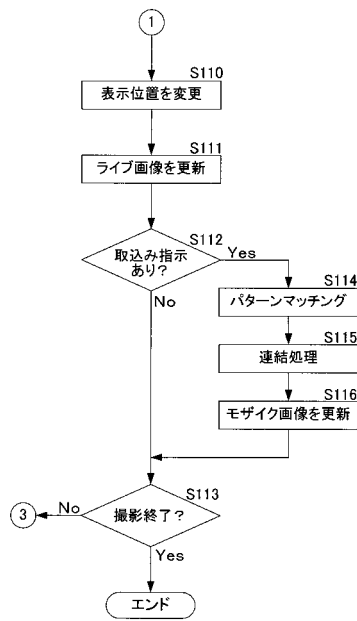 1
S110
表示位置を変更
S111
ライブ画像を更新
S112
取込み指示
あり?
Yes
No
S114
パターンマッチング
S115
連結処理
S116
モザイク画像を更新
S113
撮影終了?
No
3
Yes
エンド